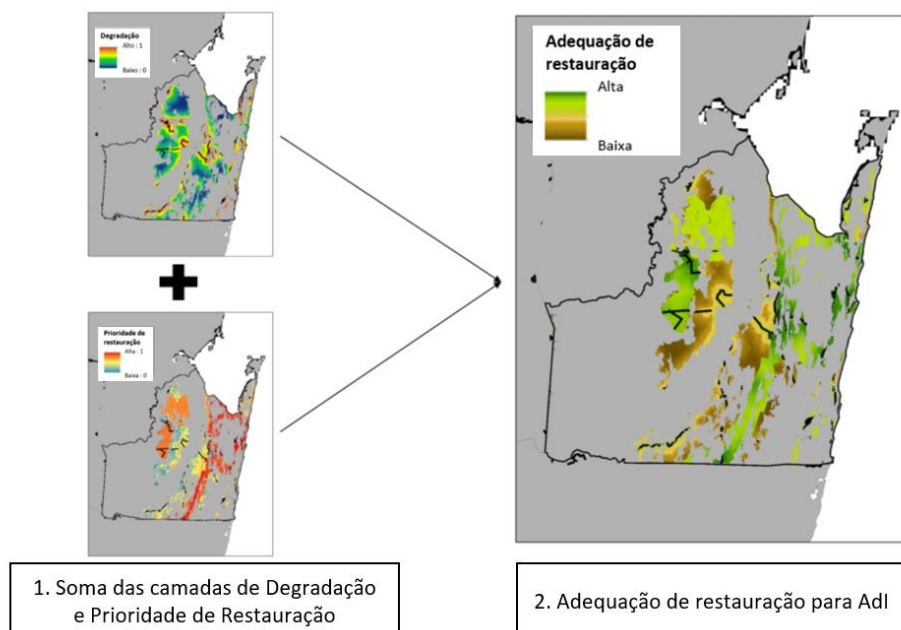 Degradação
Alto : 1
Baixo : 0
Prioridade de
restauração
Alta : 1
Baixa : 0
1. Soma das camadas de Degradação
e Prioridade de Restauração
Adequação de
restauração
Alta
Baixa
2. Adequação de restauração para AdI